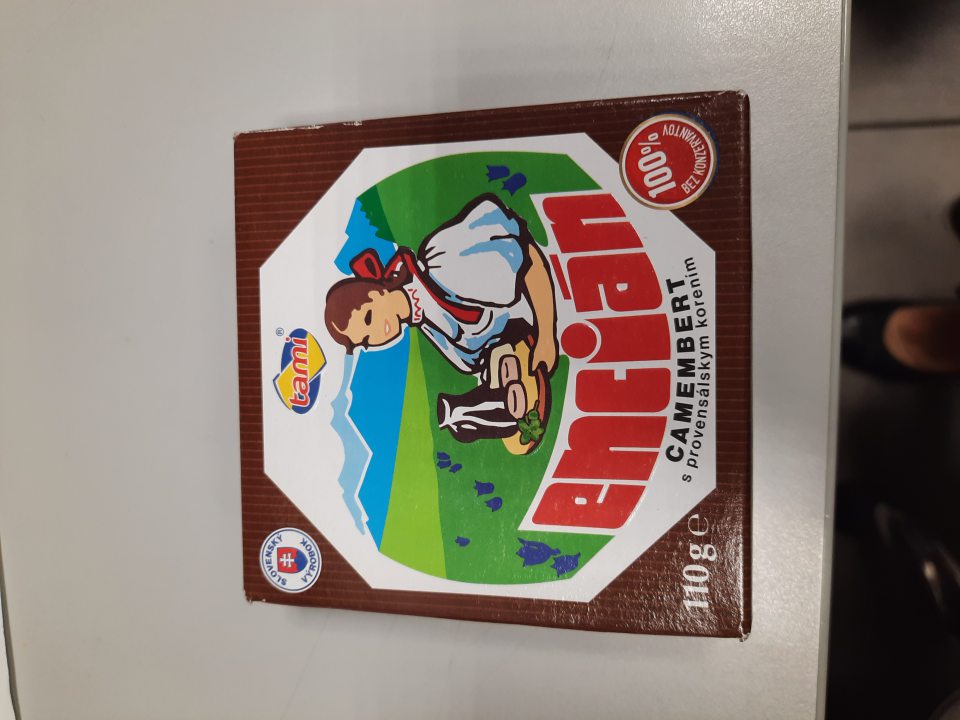 SLOVENSKÝ
VÝROBOK
tami®
encián
CAMEMBERT
s provensálskym korením
110 g ℮
100%
BEZ KONZERVANTOV